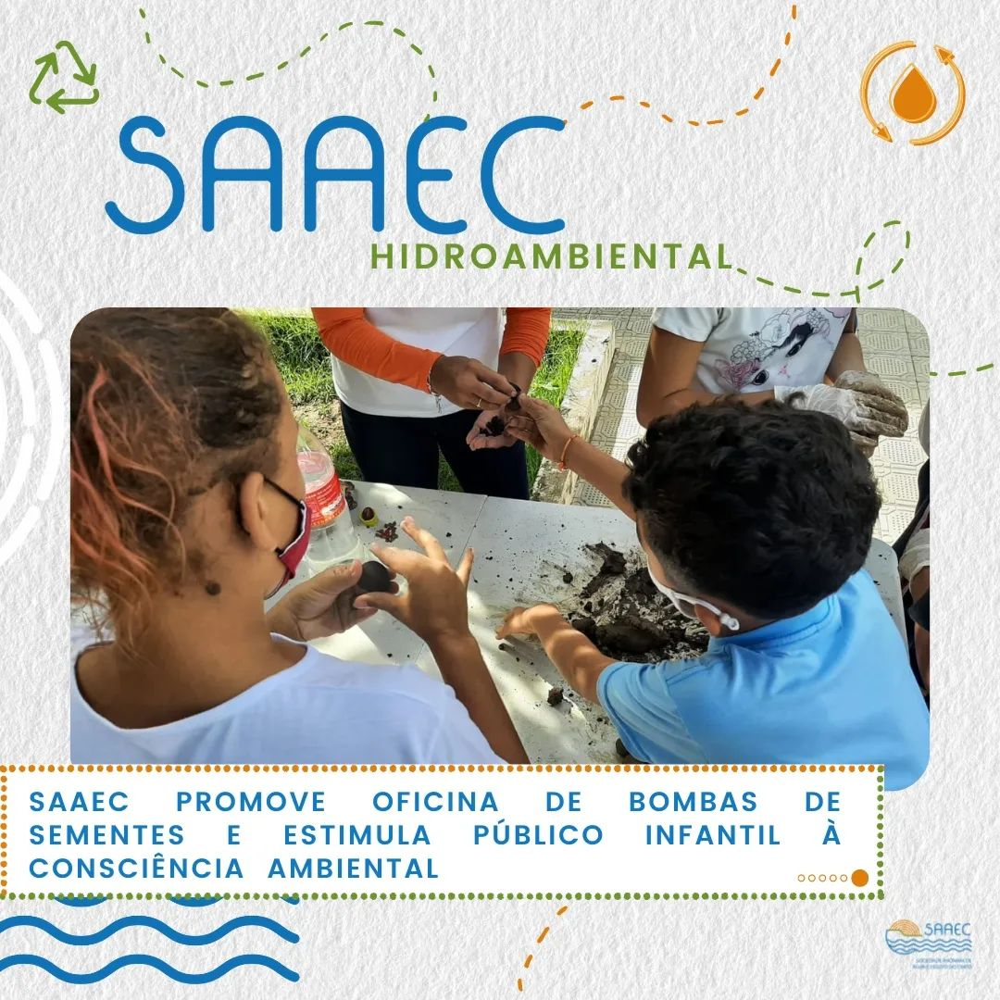 SAAEC
HIDROAMBIENTAL
SAAEC PROMOVE OFICINA DE BOMBAS DE
SEMENTES E ESTIMULA PÚBLICO INFANTIL À
CONSCIÊNCIA AMBIENTAL
SAAEC